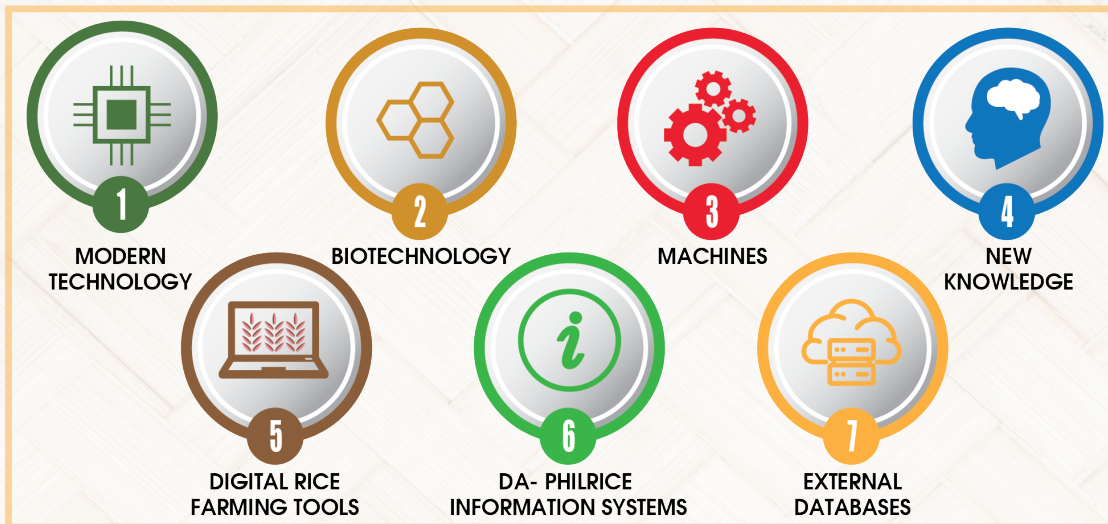 1
MODERN
TECHNOLOGY
2
BIOTECHNOLOGY
3
MACHINES
4
NEW
KNOWLEDGE
5
DIGITAL RICE
FARMING TOOLS
6
DA- PHILRICE
INFORMATION SYSTEMS
7
EXTERNAL
DATABASES